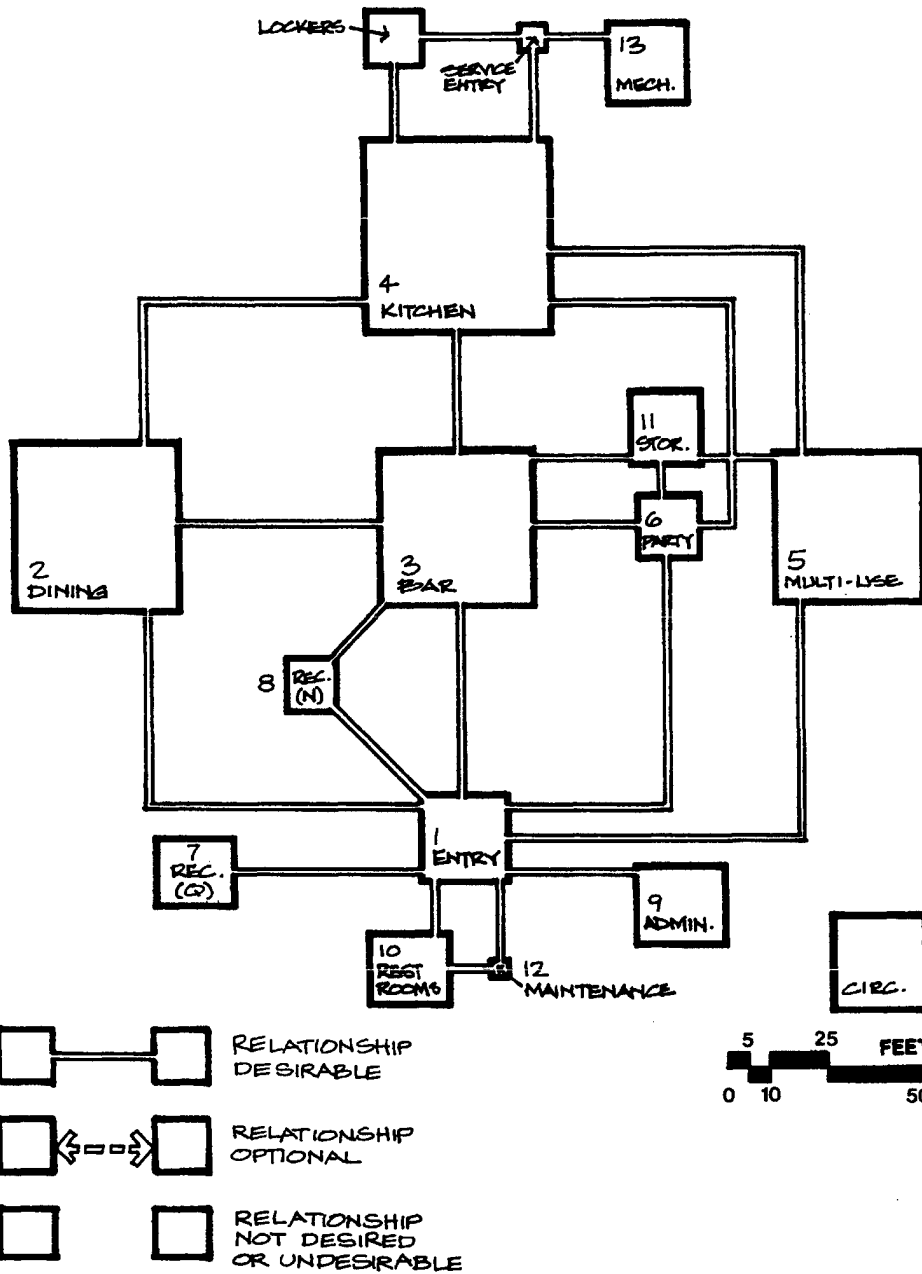 LOCKERS
SERVICE
ENTRY
13
MECH.
4
KITCHEN
11
STOR.
2
DINING
3
BAR
6
PARTY
5
MULTI-USE
8
REC.
(N)
1
ENTRY
7
REC.
(Q)
9
ADMIN.
10
REST
ROOMS
12
MAINTENANCE
CIRC.
RELATIONSHIP
DESIRABLE
5 25 FEET
0 10 50
RELATIONSHIP
OPTIONAL
RELATIONSHIP
NOT DESIRED
OR UNDESIRABLE